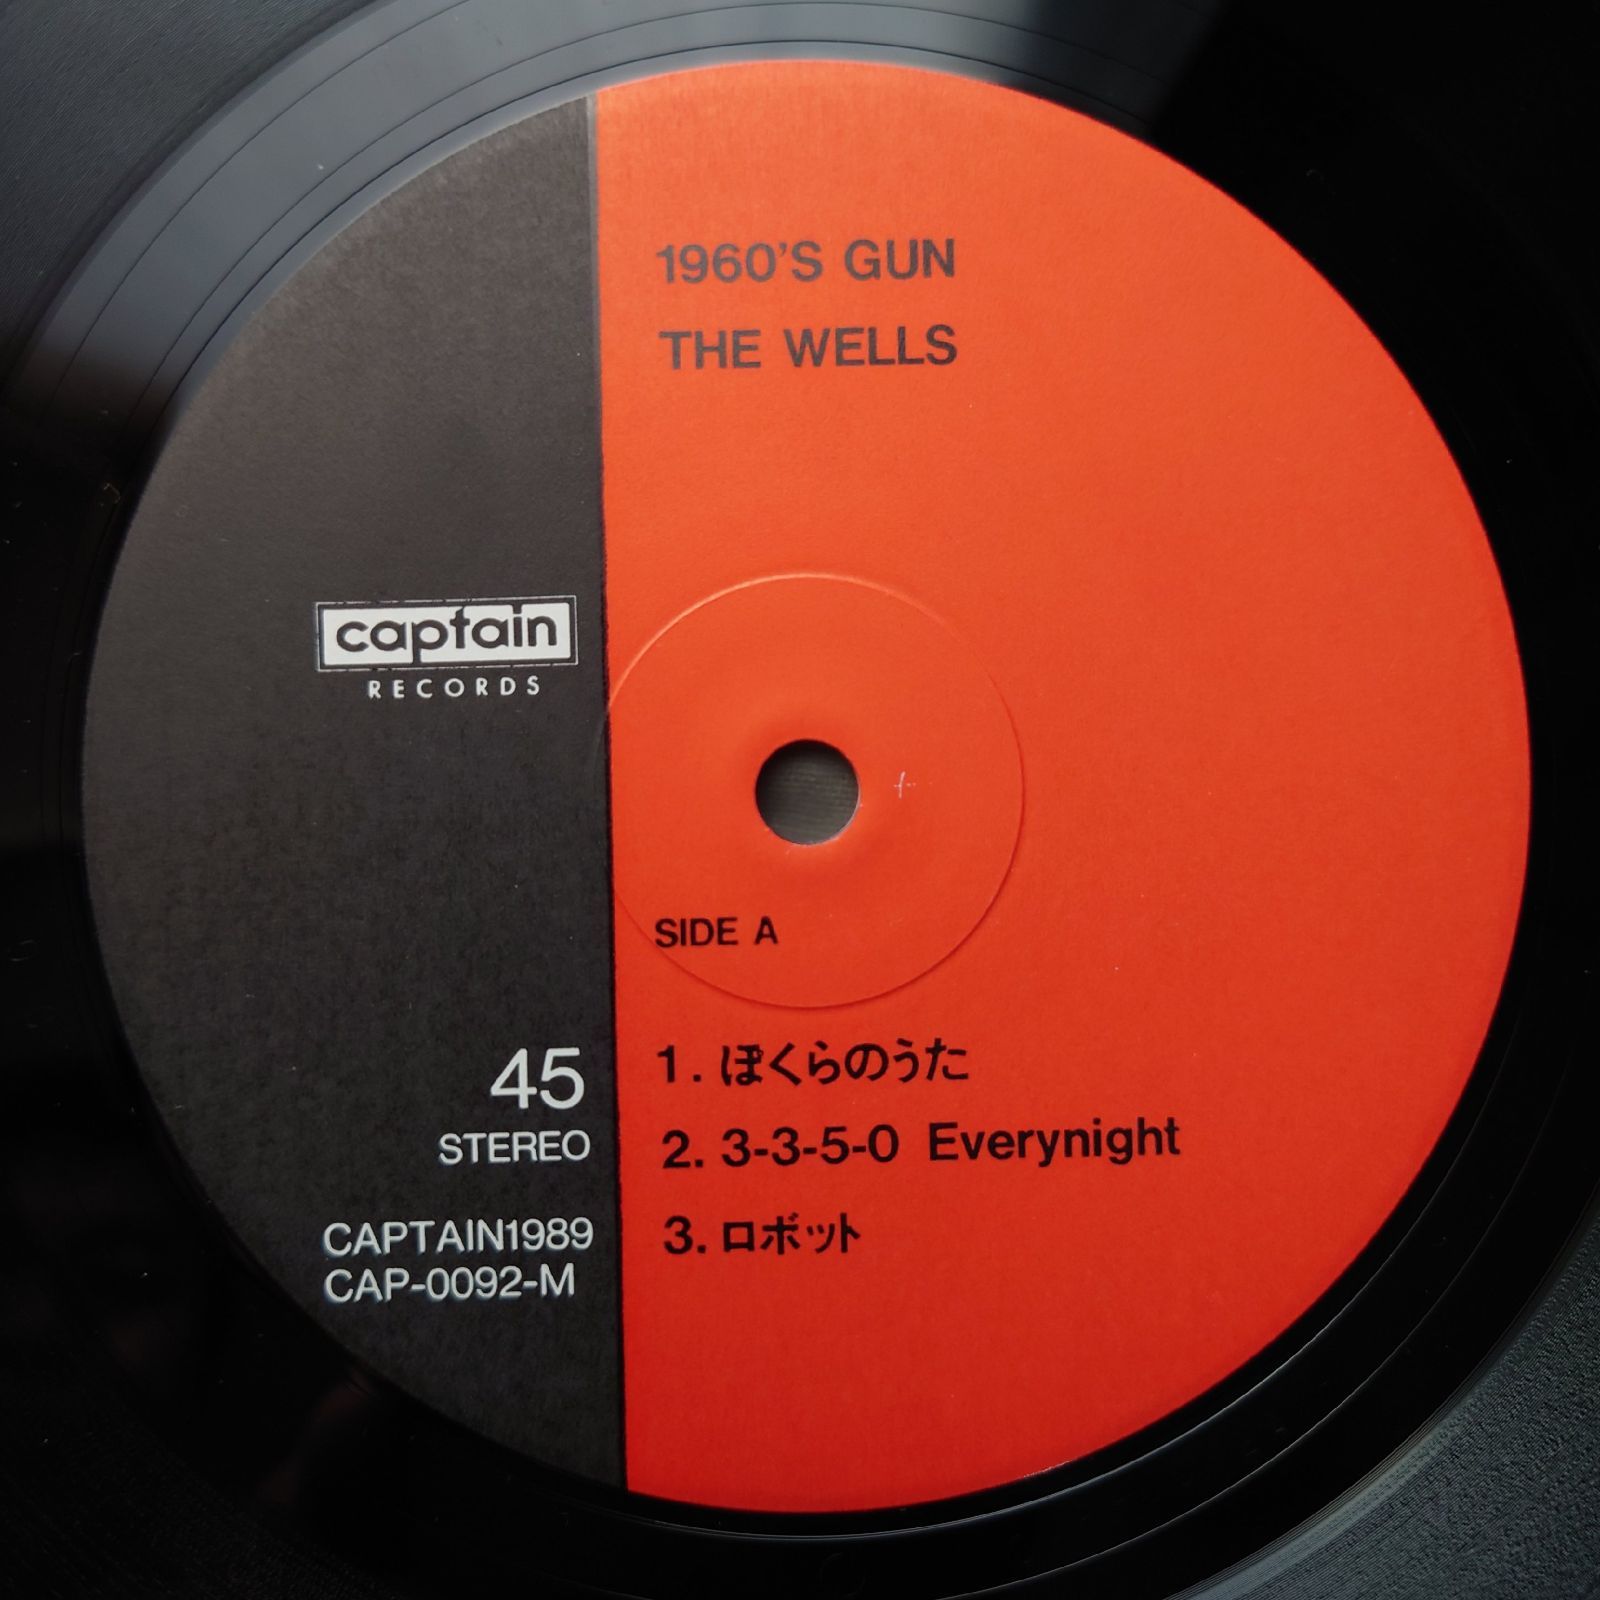 1960'S GUN
THE WELLS
captain
RECORDS
SIDE A
45
STEREO
CAPTAIN1989
CAP-0092-M
1. ぼくらのうた
2. 3-3-5-0 Everynight
3. ロボット